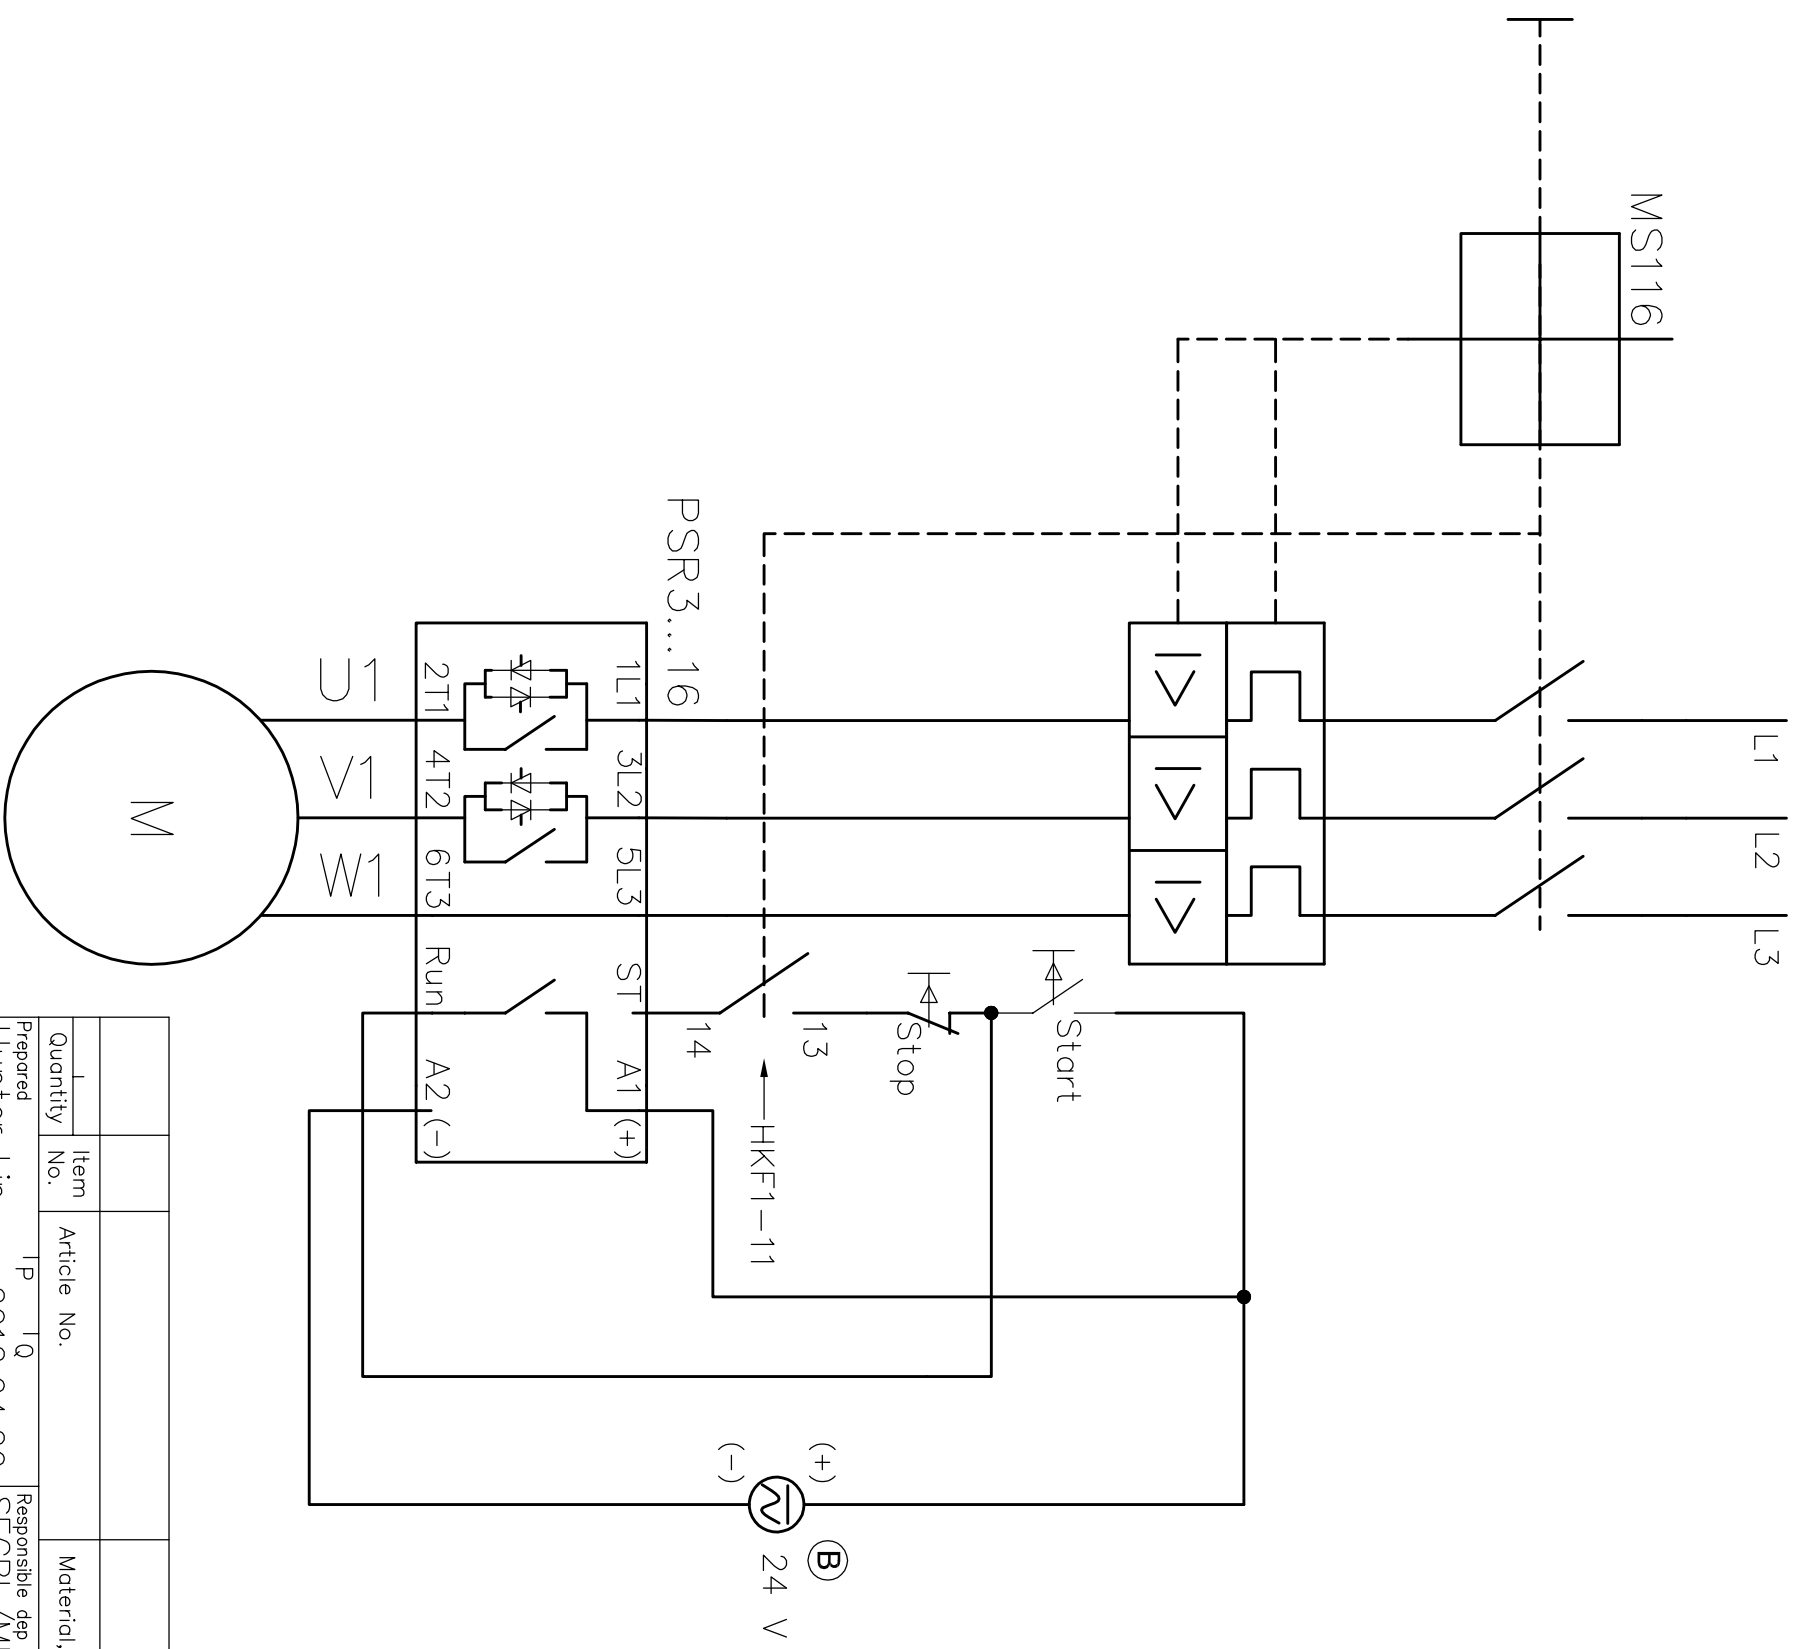 L1
L2
L3
MS116
Start
Stop
13
14
HKF1-11
PSR3...16
1L1 3L2 5L3 ST A1 (+)
2T1 4T2 6T3 Run A2 (-)
U1 V1 W1
M
(+)
(-)
B
24 V
Quantity
Item No.
Article No.
Material,
Prepared
P
Q
Responsible dep